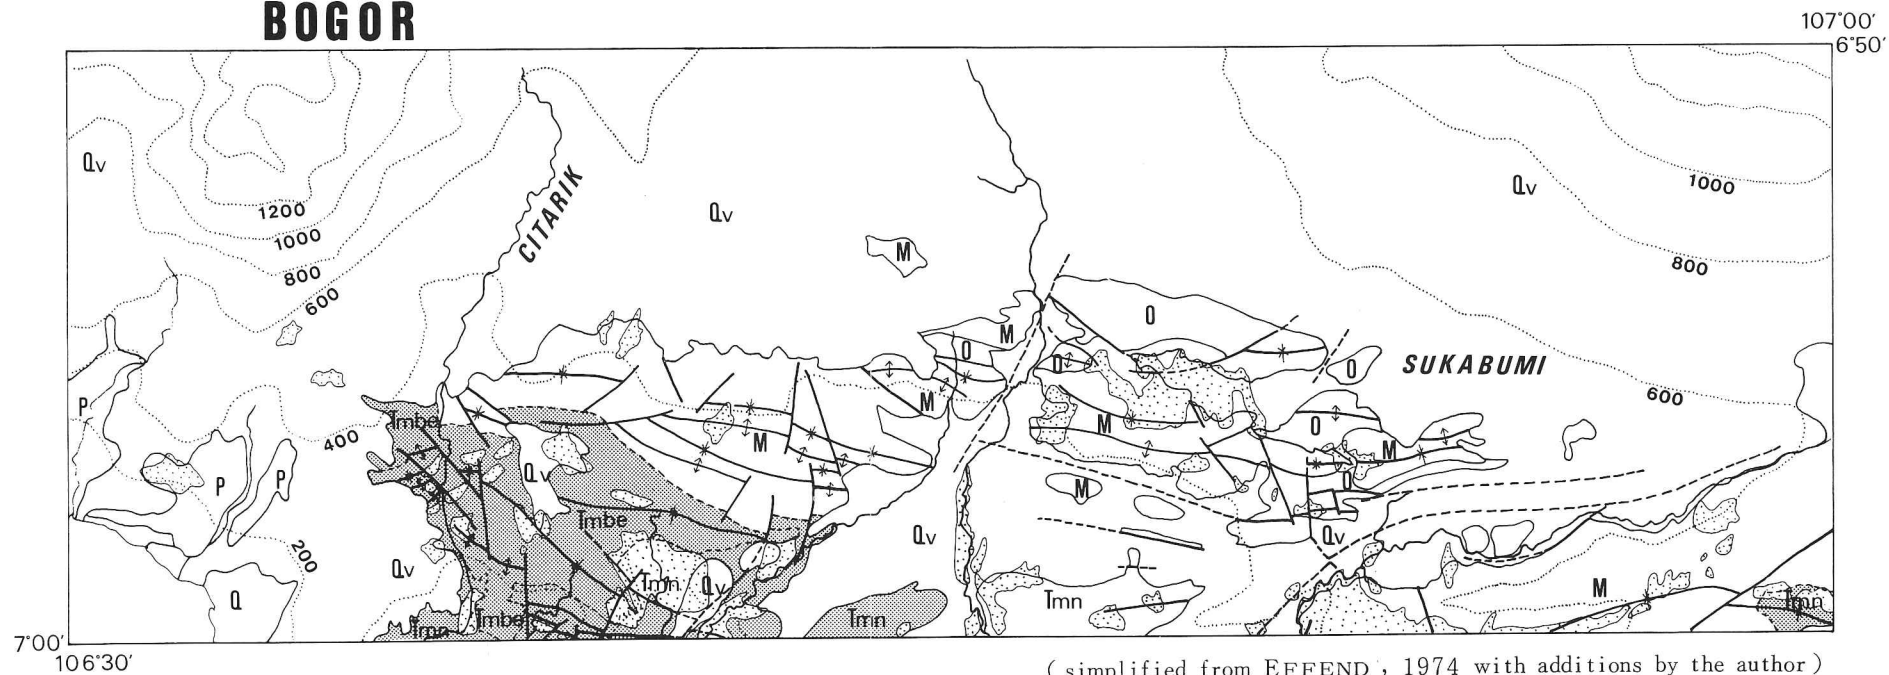 BOGOR
107°00'
6°50'
Qv
1200
1000
800
600
CITARIK
Qv
M
Qv
1000
800
O
M
O
O
O
SUKABUMI
600
P
400
Tmbe
M
M
M
O
M
P
P
Qv
M
O
Tmbe
Qv
Qv
200
Qv
Tmn
Qv
M
Q
Tmn
Tmbe
Tmn
Tmn
Tmn
7°00'
106°30'
( simplified from EFFEND , 1974 with additions by the author )